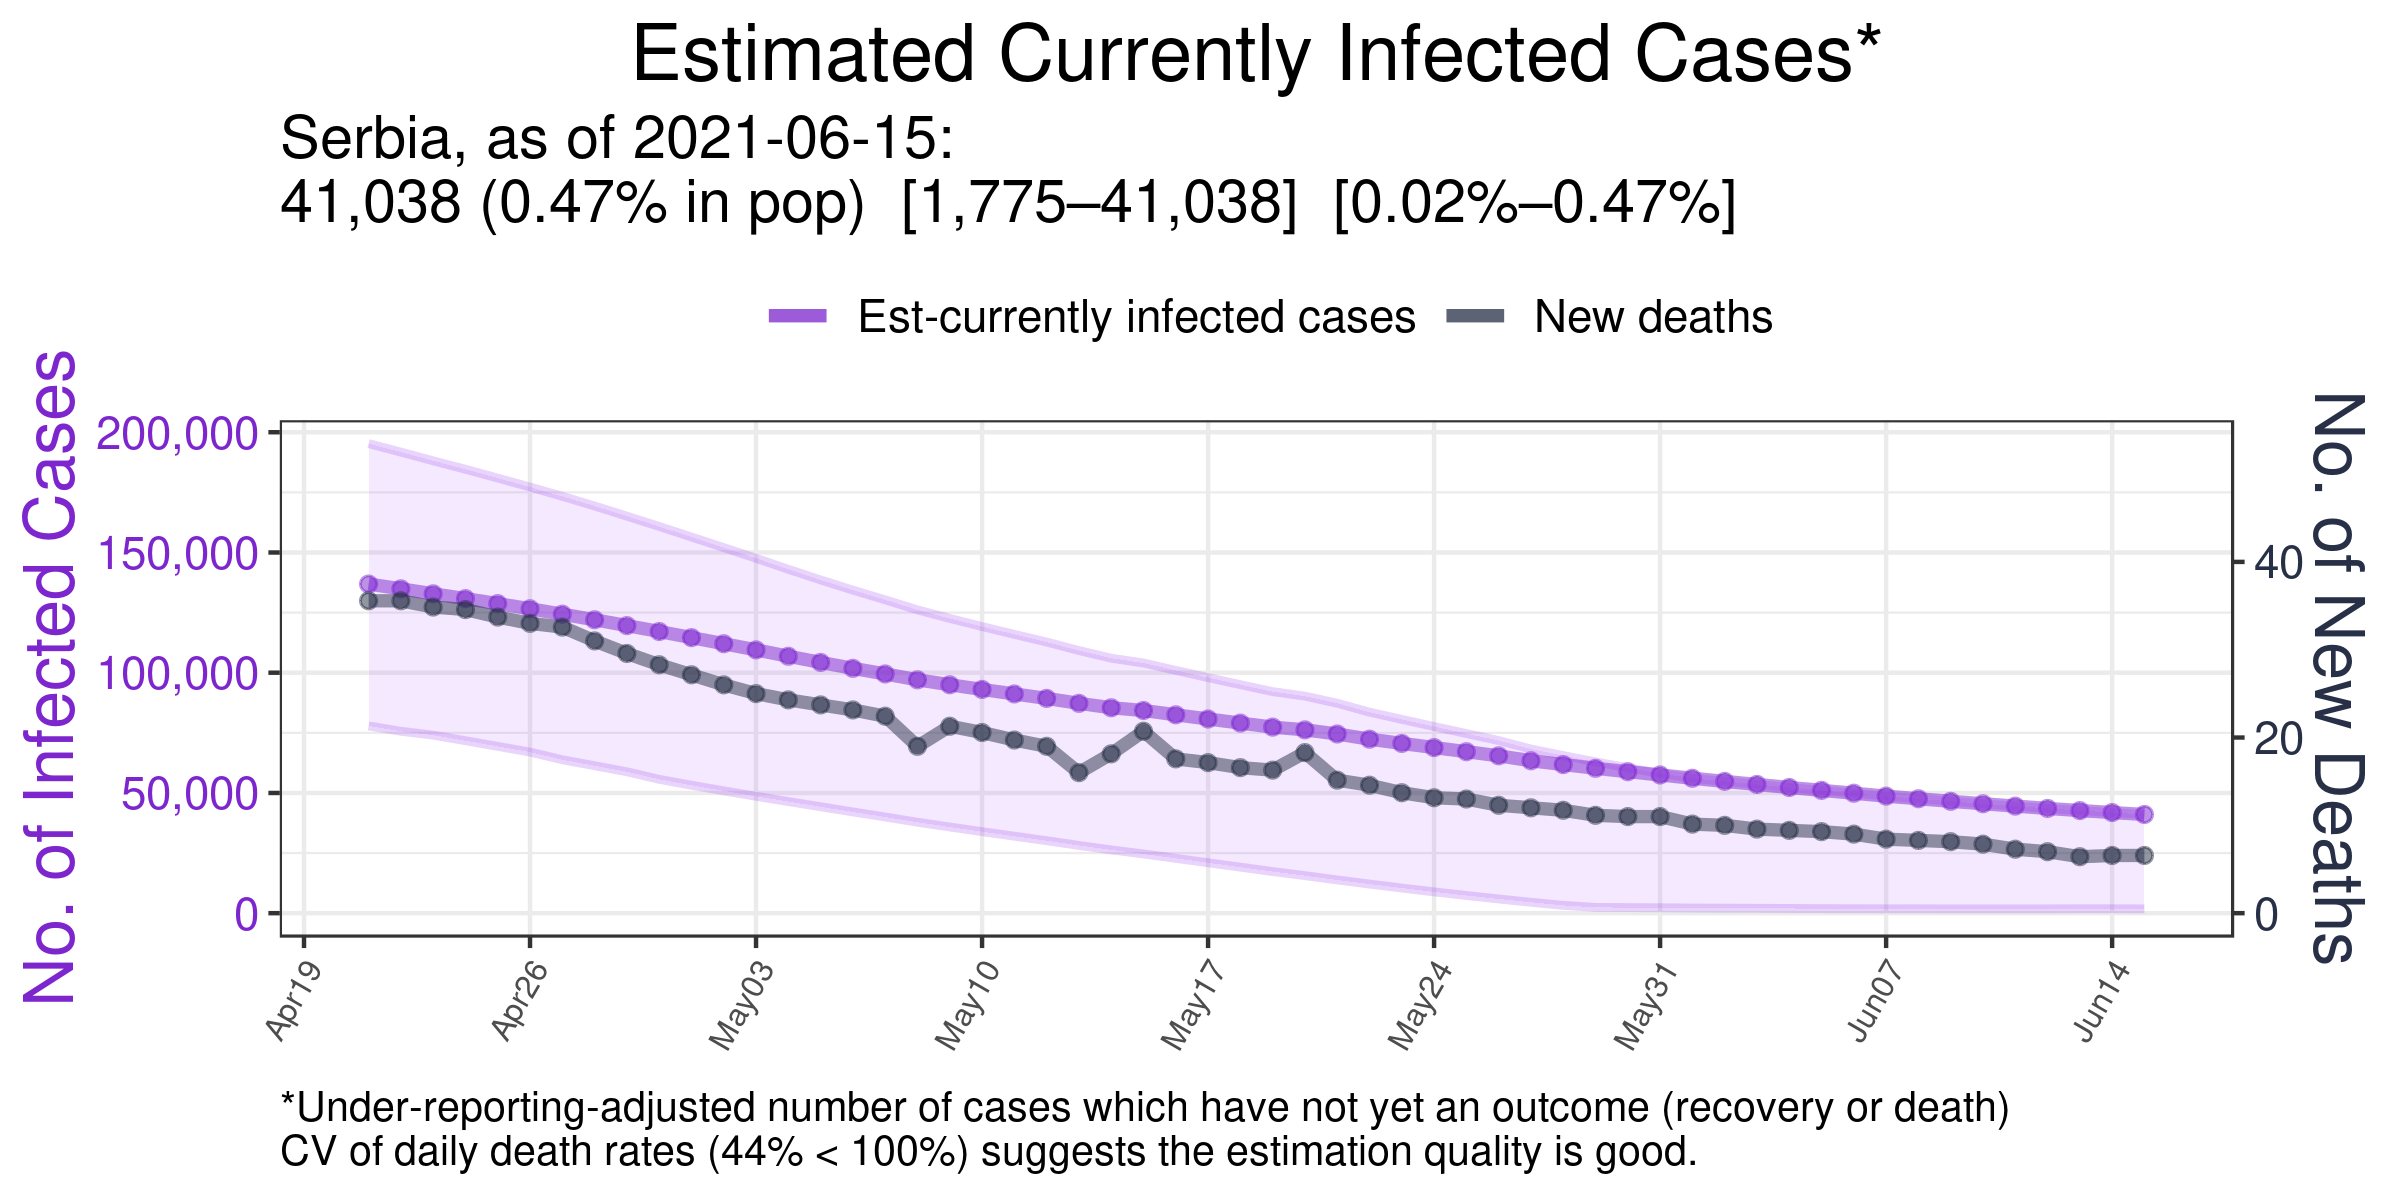 Estimated Currently Infected Cases*
Serbia, as of 2021-06-15:
41,038 (0.47% in pop)  [1,775–41,038]  [0.02%–0.47%]
Est-currently infected cases
New deaths
No. of Infected Cases
200,000
150,000
100,000
50,000
0
40
20
0
No. of New Deaths
Apr19
Apr26
May03
May10
May17
May24
May31
Jun07
Jun14
*Under-reporting-adjusted number of cases which have not yet an outcome (recovery or death)
CV of daily death rates (44% < 100%) suggests the estimation quality is good.